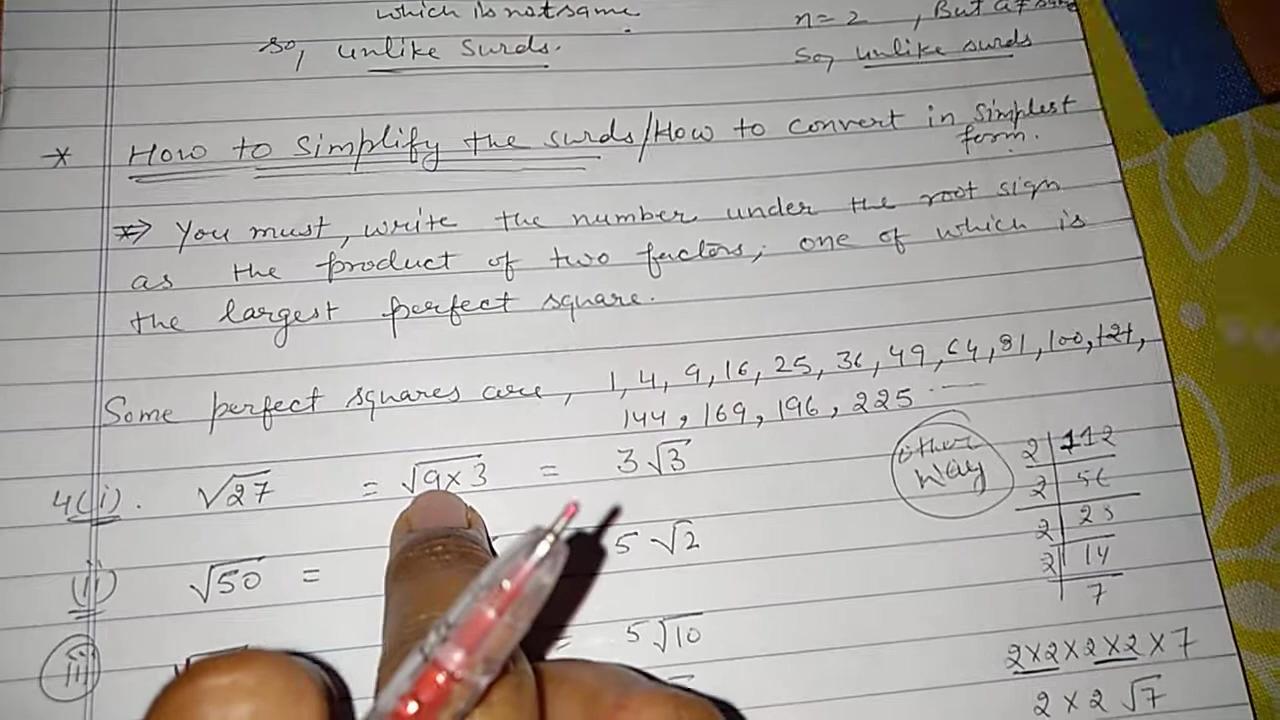 which is not same
n = 2 , But
so, unlike surds.
so, unlike surds
* How to simplify the surds/How to convert in simplest form.
⇒ You must, write the number under the root sign
as the product of two factors, one of which is
the largest perfect square.
Some perfect squares are, 1, 4, 9, 16, 25, 36, 49, 64, 81, 100, 121,
144, 169, 196, 225
4(i). √27 = √9×3 = 3√3
(ii) √50 = 5√2
iii = 5√10
other
way
2 | 112
2 | 56
2 | 28
2 | 14
7
2×2×2×2×7
2×2√7